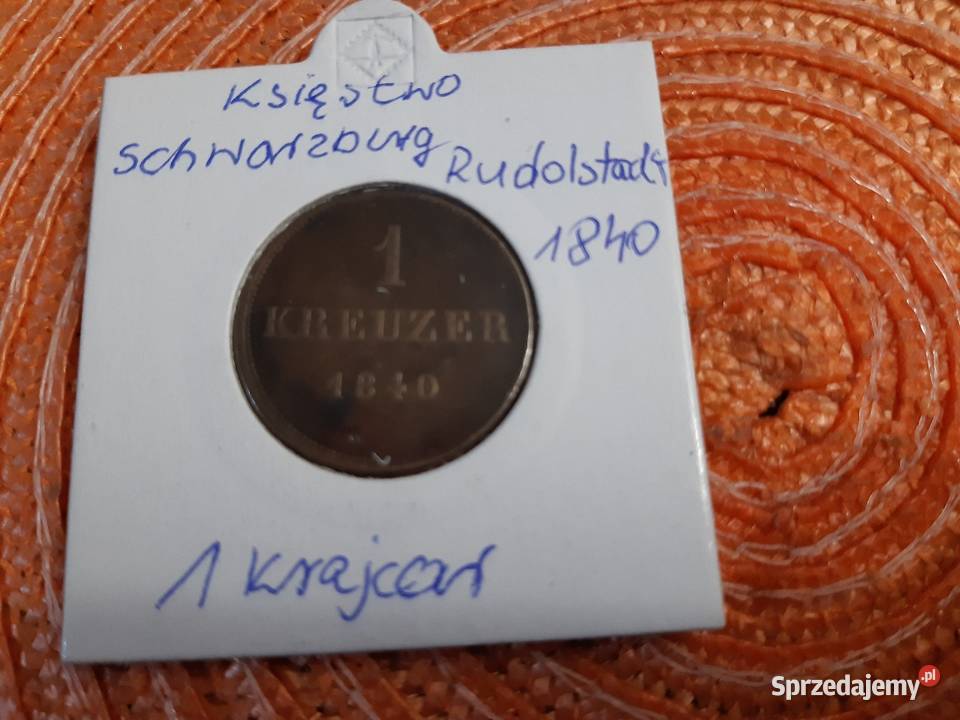 Księstwo
Schwarzburg Rudolstadt
1840
1
KREUZER
1840
1 krajcar
Sprzedajemy.pl